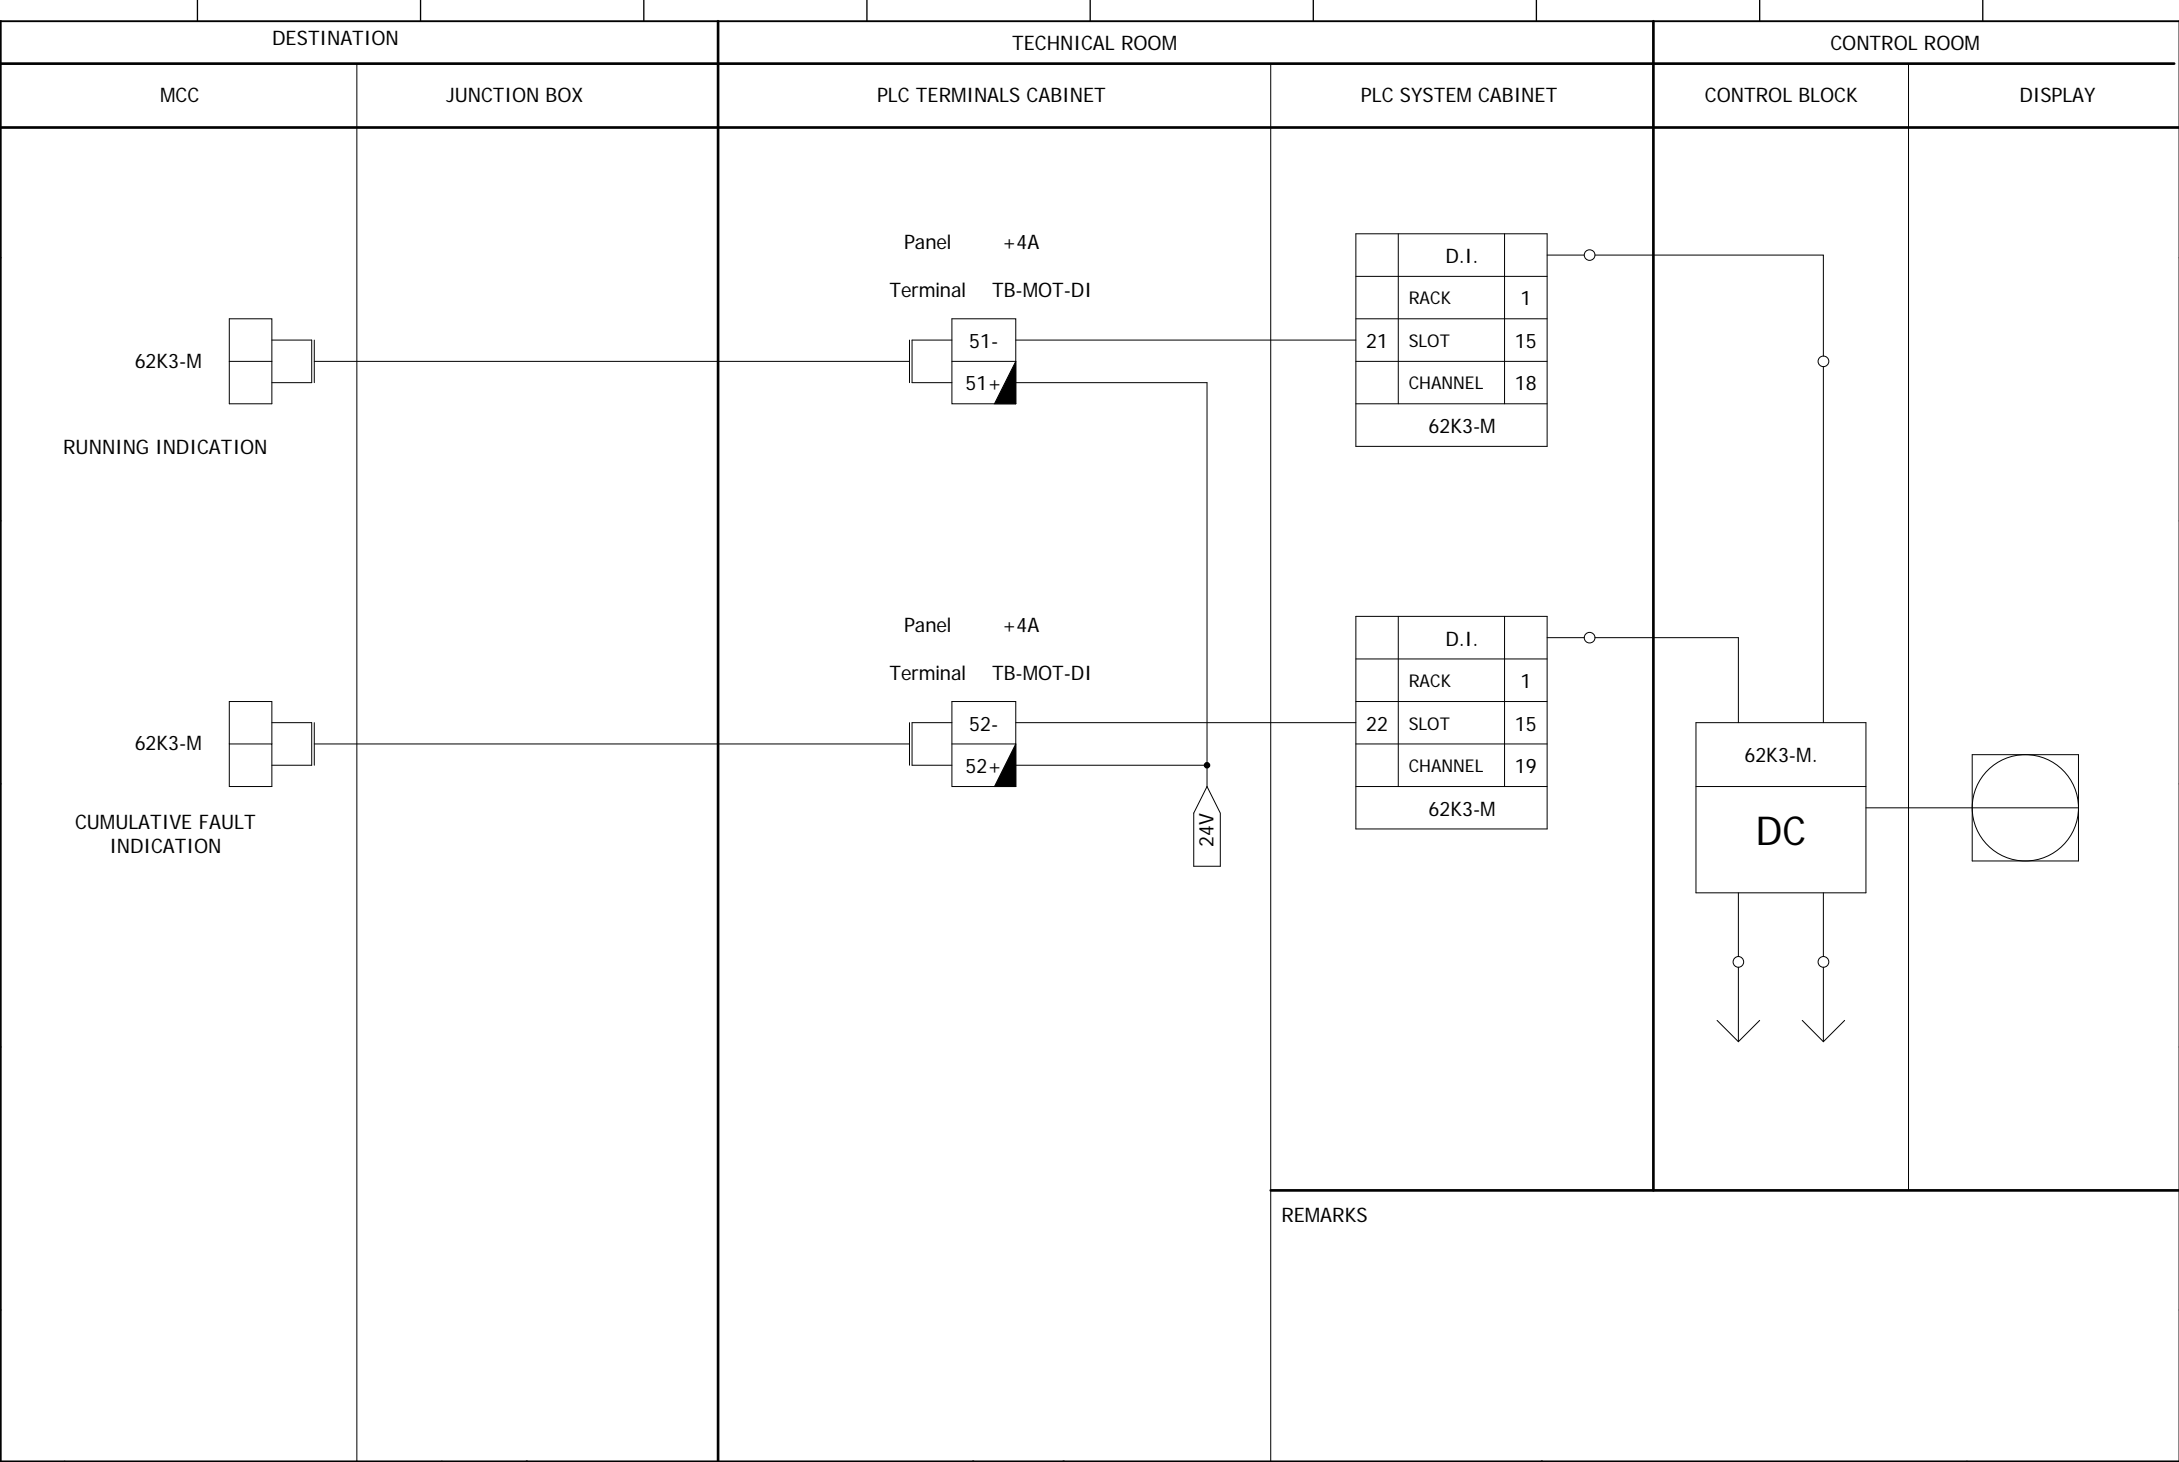 DESTINATION
TECHNICAL ROOM
CONTROL ROOM
MCC
JUNCTION BOX
PLC TERMINALS CABINET
PLC SYSTEM CABINET
CONTROL BLOCK
DISPLAY
Panel +4A
Terminal TB-MOT-DI
62K3-M
RUNNING INDICATION
51-
51+
D.I.
RACK 1
21 SLOT 15
CHANNEL 18
62K3-M
Panel +4A
Terminal TB-MOT-DI
62K3-M
CUMULATIVE FAULT
INDICATION
52-
52+
24V
D.I.
RACK 1
22 SLOT 15
CHANNEL 19
62K3-M
62K3-M.
DC
REMARKS